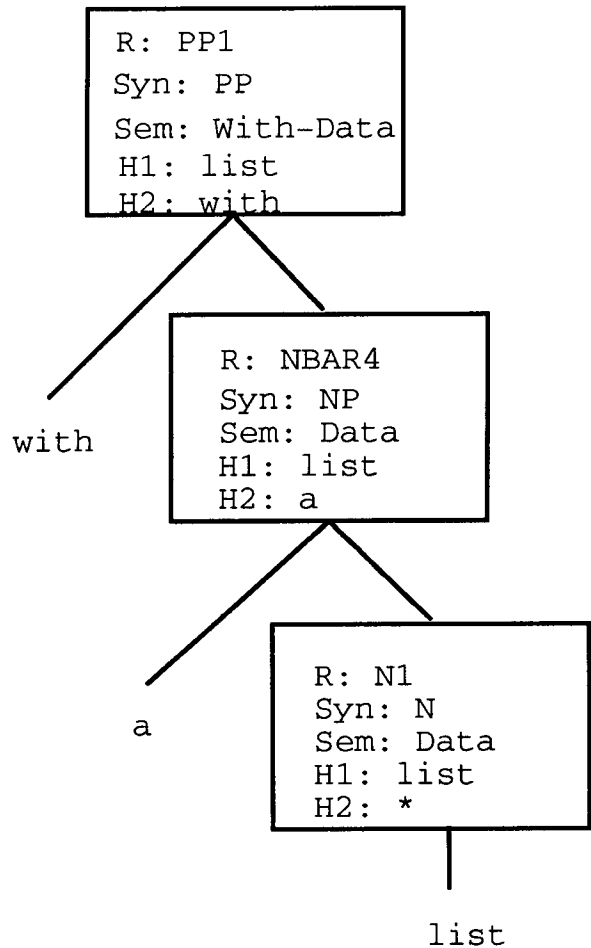 R: PP1
Syn: PP
Sem: With-Data
H1: list
H2: with
with
R: NBAR4
Syn: NP
Sem: Data
H1: list
H2: a
a
R: N1
Syn: N
Sem: Data
H1: list
H2: *
list